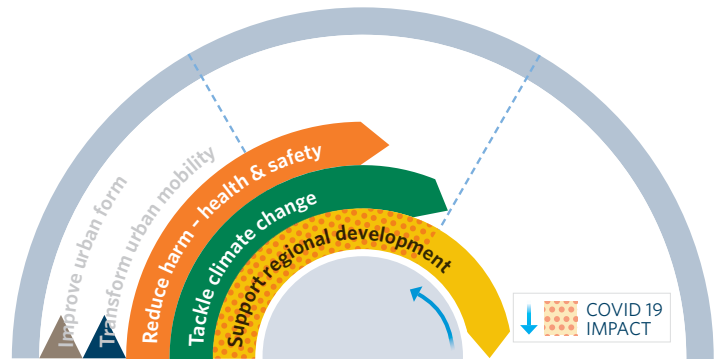 Improve urban form
Transform urban mobility
Reduce harm - health & safety
Tackle climate change
Support regional development
COVID 19
IMPACT